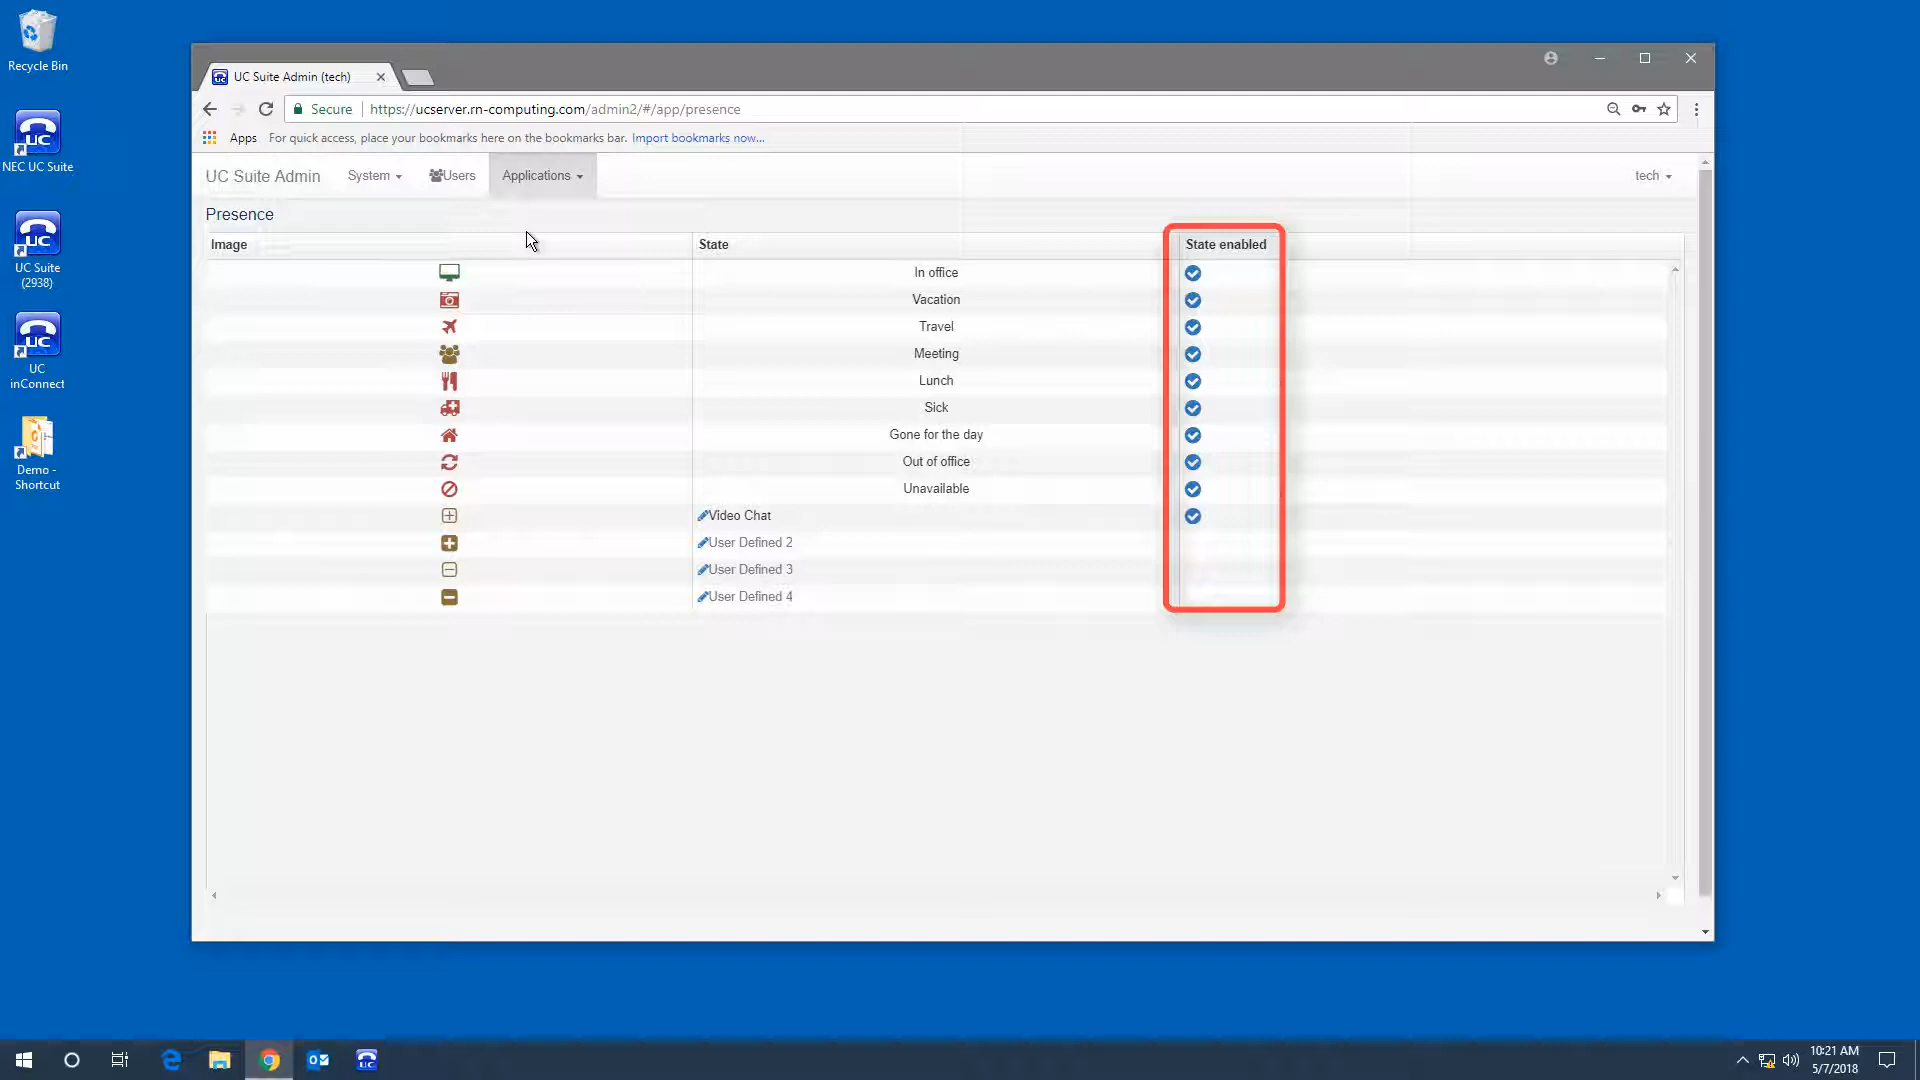 Recycle Bin
NEC UC Suite
UC Suite
(2938)
UC
inConnect
Demo -
Shortcut
UC Suite Admin (tech)
Secure
https://ucserver.rn-computing.com/admin2/#/app/presence
Apps
For quick access, place your bookmarks here on the bookmarks bar. Import bookmarks now...
UC Suite Admin
System
Users
Applications
tech
Presence
Image State State enabled
In office
Vacation
Travel
Meeting
Lunch
Sick
Gone for the day
Out of office
Unavailable
Video Chat
User Defined 2
User Defined 3
User Defined 4
10:21 AM
5/7/2018